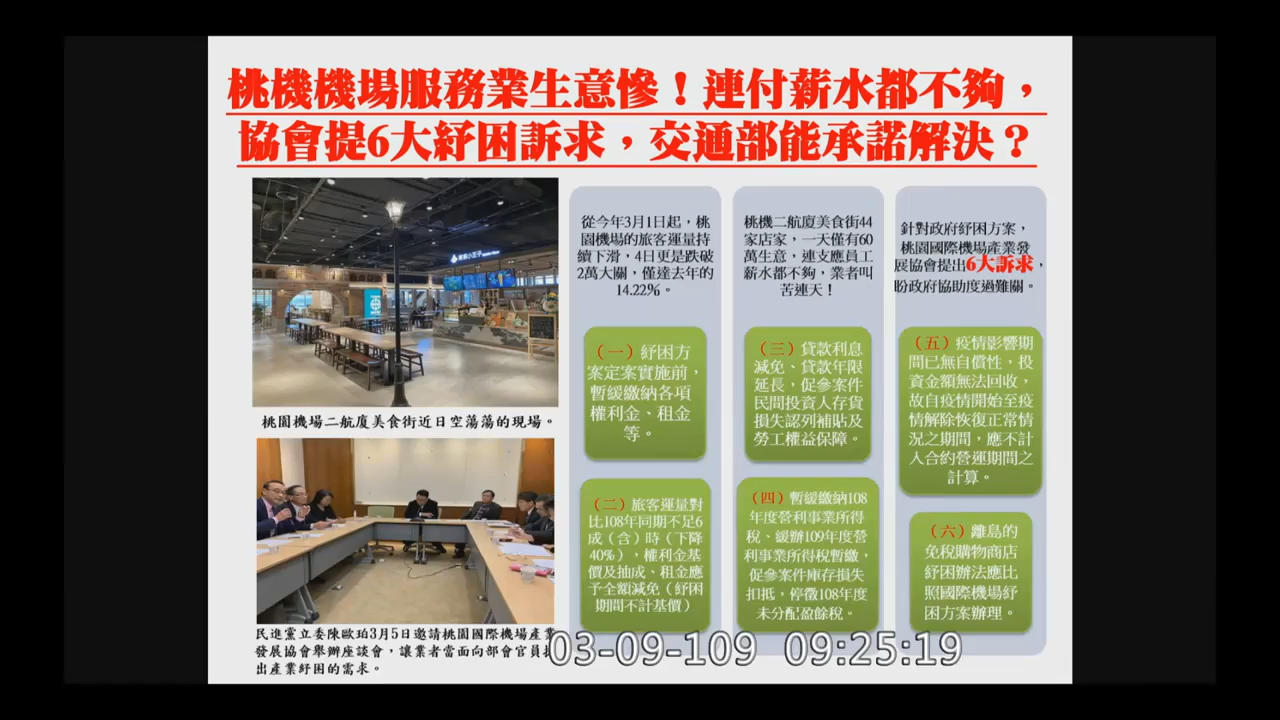 桃機機場服務業生意慘！連付薪水都不夠，
協會提6大紓困訴求，交通部能承諾解決？
桃園機場二航廈美食街近日空蕩蕩的現場。
民進黨立委陳歐珀3月5日邀請桃園國際機場產業
發展協會舉辦座談會，讓業者當面向部會官員提
出產業紓困的需求。
從今年3月1日起，桃
園機場的旅客運量持
續下滑，4日更是跌破
2萬大關，僅達去年的
14.22%。
（一）紓困方
案定案實施前，
暫緩繳納各項
權利金、租金
等。
（二）旅客運量對
比108年同期不足6
成（含）時（下降
40%），權利金基
價及抽成、租金應
予全額減免（紓困
期間不計基價）
桃機二航廈美食街44
家店家，一天僅有60
萬生意，連支應員工
薪水都不夠，業者叫
苦連天！
（三）貸款利息
減免、貸款年限
延長，促參案件
民間投資人存貨
損失認列補貼及
勞工權益保障。
（四）暫緩繳納108
年度營利事業所得
稅、緩辦109年度營
利事業所得稅暫繳，
促參案件庫存損失
扣抵，停徵108年度
未分配盈餘稅。
針對政府紓困方案，
桃園國際機場產業發
展協會提出6大訴求，
盼政府協助度過難關。
（五）疫情影響期
間已無自償性，投
資金額無法回收，
故自疫情開始至疫
情解除恢復正常情
況之期間，應不計
入合約營運期間之
計算。
（六）離島的
免稅購物商店
紓困辦法應比
照國際機場紓
困方案辦理。
03-09-109 09:25:19